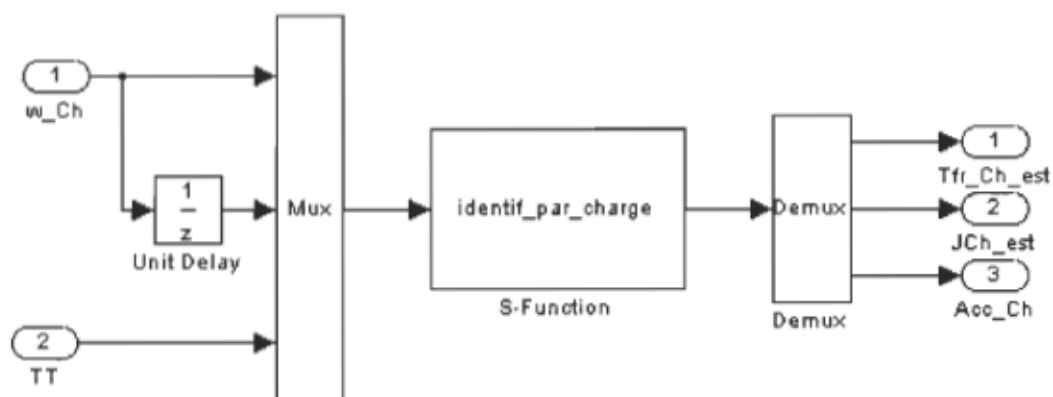 1
w_Ch
1
z
Unit Delay
2
TT
Mux
identif_par_charge
S-Function
Demux
Demux
1
Tfr_Ch_est
2
JCh_est
3
Acc_Ch